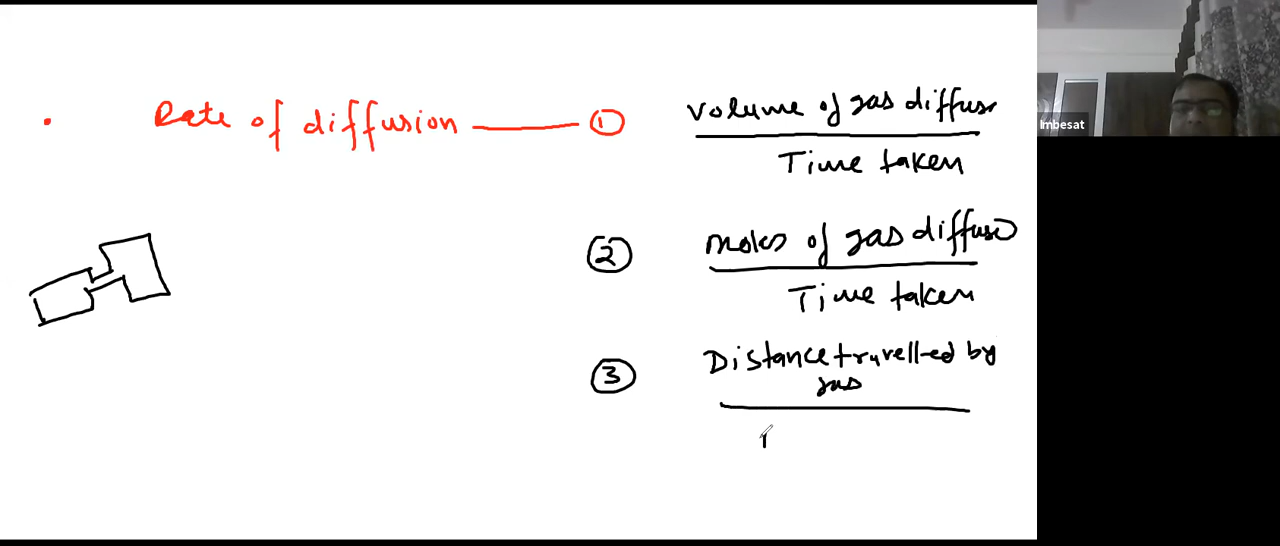 Rate of diffusion —— ① volume of gas diffuse
Time taken
② moles of gas diffuse
Time taken
③ Distance travelled by
gas
Imbesat